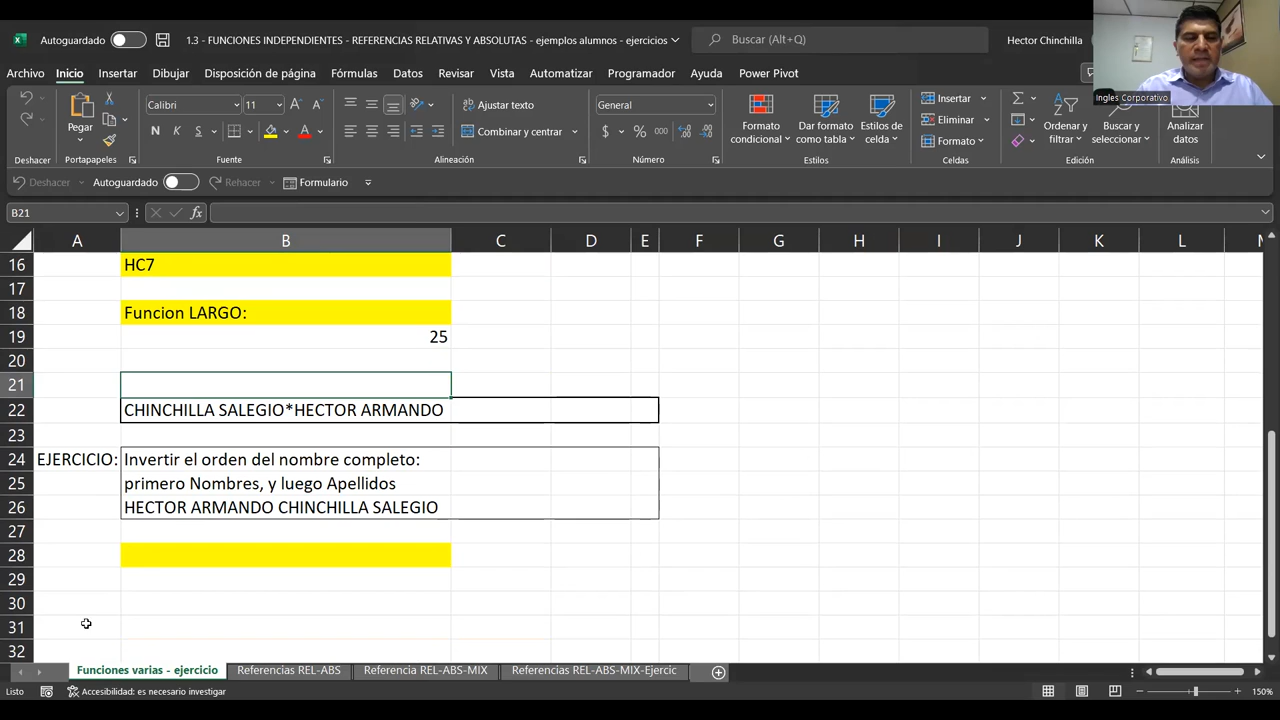 Autoguardado
1.3 - FUNCIONES INDEPENDIENTES - REFERENCIAS RELATIVAS Y ABSOLUTAS - ejemplos alumnos - ejercicios
Buscar (Alt+Q)
Hector Chinchilla
Archivo Inicio Insertar Dibujar Disposición de página Fórmulas Datos Revisar Vista Automatizar Programador Ayuda Power Pivot
Ingles Corporativo
Pegar
Calibri 11
N K S
Ajustar texto
Combinar y centrar
General
$ % 000
Formato condicional
Dar formato como tabla
Estilos de celda
Insertar
Eliminar
Formato
Ordenar y filtrar
Buscar y seleccionar
Analizar datos
Deshacer Portapapeles Fuente Alineación Número Estilos Celdas Edición Análisis
Deshacer Autoguardado Rehacer Formulario
B21 fx
A B C D E F G H I J K L M
16 HC7
17
18 Funcion LARGO:
19 25
20
21
22 CHINCHILLA SALEGIO*HECTOR ARMANDO
23
24 EJERCICIO: Invertir el orden del nombre completo:
25 primero Nombres, y luego Apellidos
26 HECTOR ARMANDO CHINCHILLA SALEGIO
27
28
29
30
31
32
Funciones varias - ejercicio Referencias REL-ABS Referencia REL-ABS-MIX Referencias REL-ABS-MIX-Ejercic
Listo Accesibilidad: es necesario investigar 150%